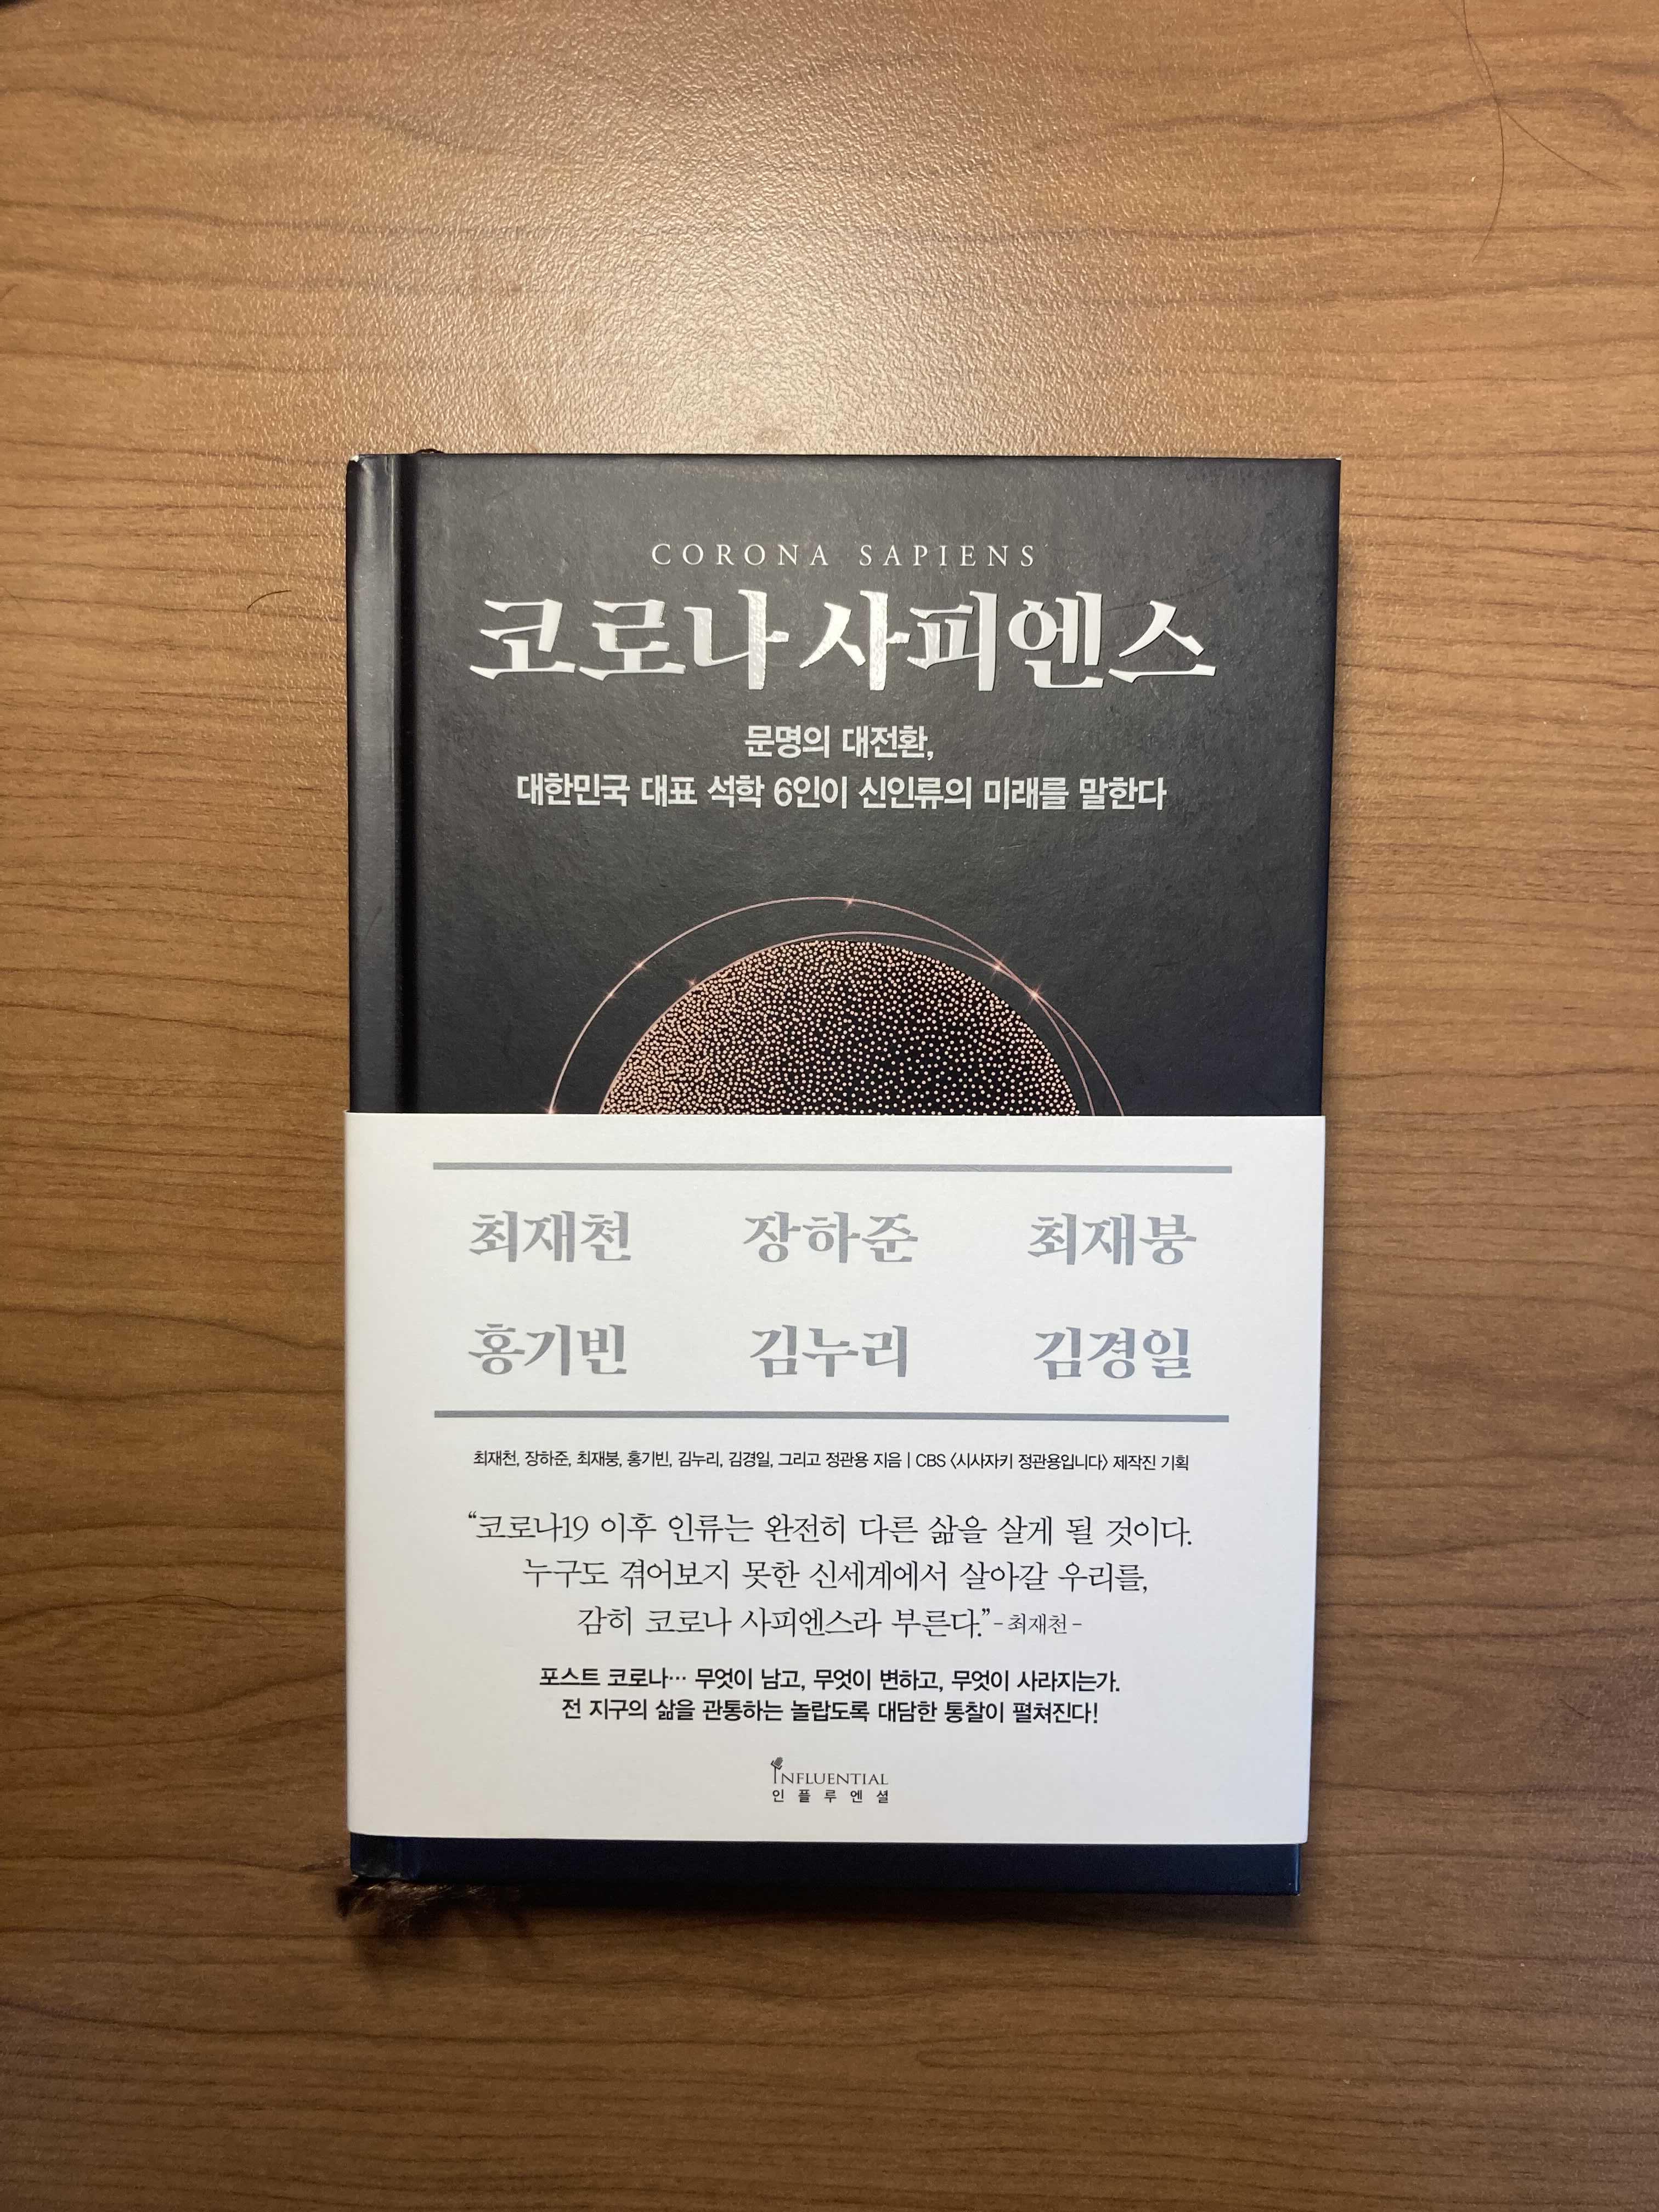 CORONA SAPIENS
코로나 사피엔스
문명의 대전환,
대한민국 대표 석학 6인이 신인류의 미래를 말한다
최재천 장하준 최재붕
홍기빈 김누리 김경일
최재천, 장하준, 최재붕, 홍기빈, 김누리, 김경일, 그리고 정관용 지음 | CBS 〈시사자키 정관용입니다〉 제작진 기획
“코로나19 이후 인류는 완전히 다른 삶을 살게 될 것이다.
누구도 겪어보지 못한 신세계에서 살아갈 우리를,
감히 코로나 사피엔스라 부른다.” - 최재천 -
포스트 코로나… 무엇이 남고, 무엇이 변하고, 무엇이 사라지는가.
전 지구의 삶을 관통하는 놀랍도록 대담한 통찰이 펼쳐진다!
INFLUENTIAL
인플루엔셜